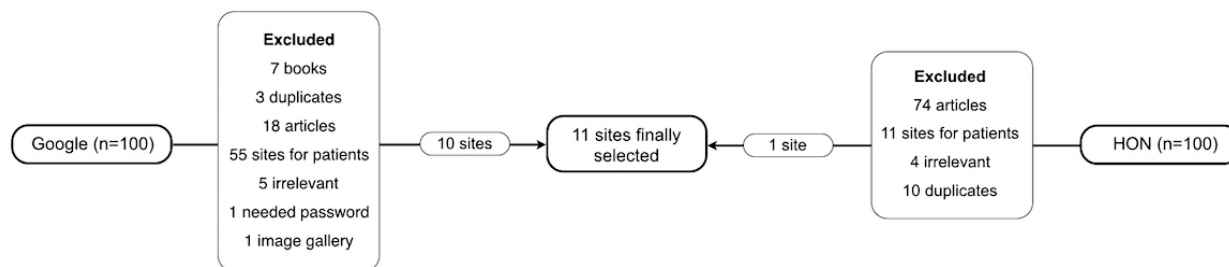 Google (n=100)
Excluded
7 books
3 duplicates
18 articles
55 sites for patients
5 irrelevant
1 needed password
1 image gallery
10 sites
11 sites finally
selected
1 site
Excluded
74 articles
11 sites for patients
4 irrelevant
10 duplicates
HON (n=100)